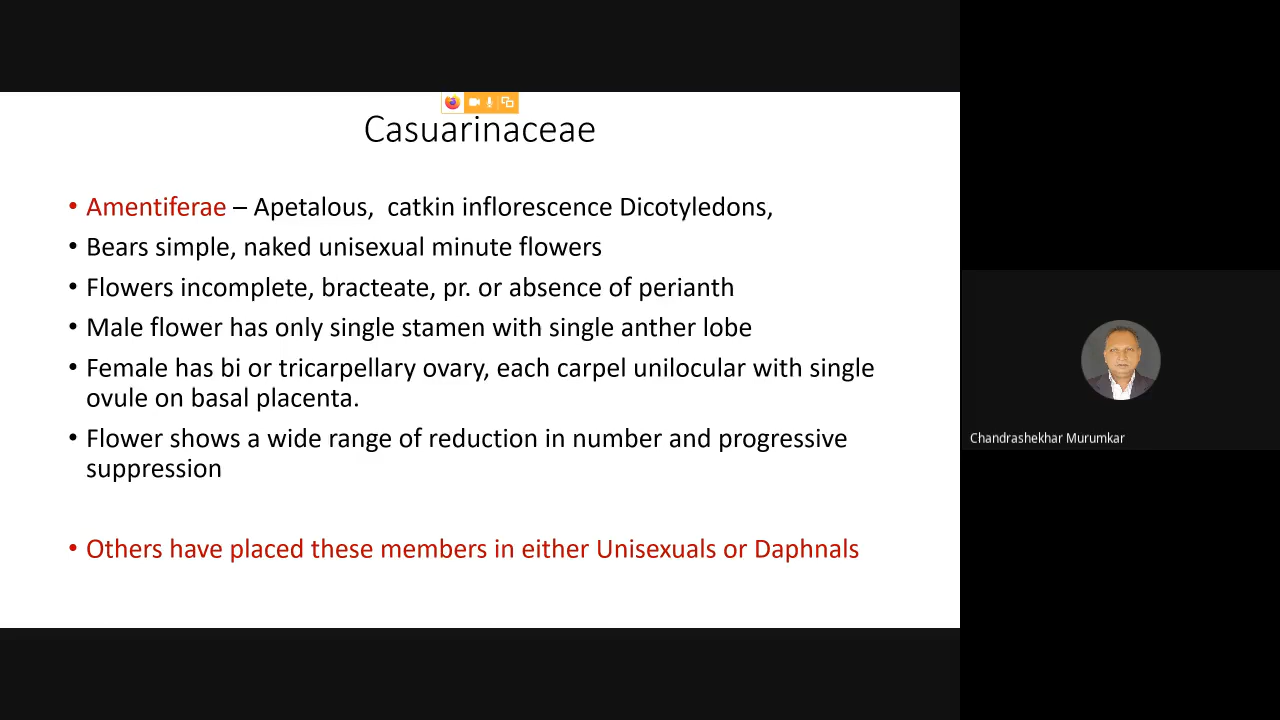 Casuarinaceae
• Amentiferae – Apetalous,  catkin inflorescence Dicotyledons,
• Bears simple, naked unisexual minute flowers
• Flowers incomplete, bracteate, pr. or absence of perianth
• Male flower has only single stamen with single anther lobe
• Female has bi or tricarpellary ovary, each carpel unilocular with single
ovule on basal placenta.
• Flower shows a wide range of reduction in number and progressive
suppression
• Others have placed these members in either Unisexuals or Daphnals
Chandrashekhar Murumkar